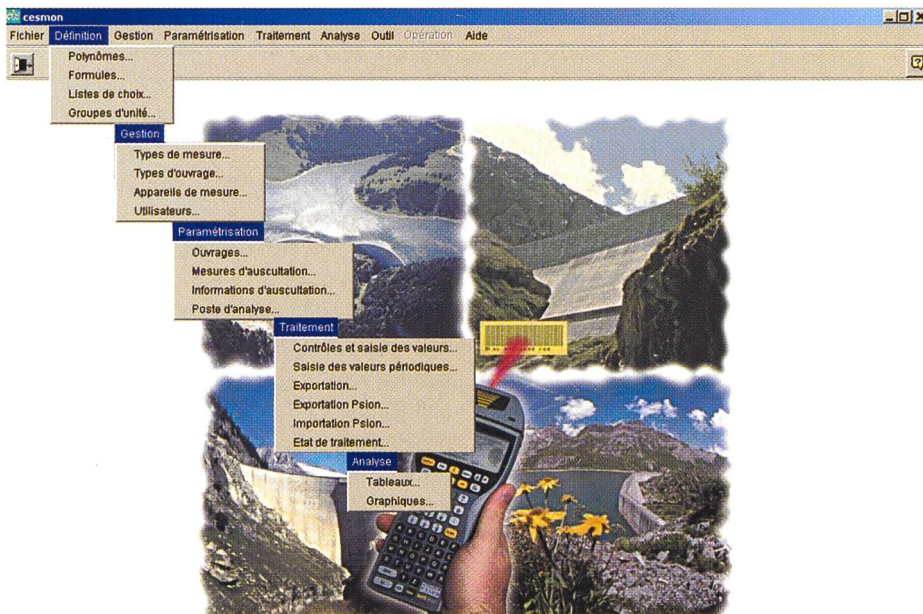 cesmon
Fichier Définition Gestion Paramétrisation Traitement Analyse Outil Opération Aide
Polynômes...
Formules...
Listes de choix...
Groupes d'unité...
Gestion
Types de mesure...
Types d'ouvrage...
Appareils de mesure...
Utilisateurs...
Paramétrisation
Ouvrages...
Mesures d'auscultation...
Informations d'auscultation...
Poste d'analyse...
Traitement
Contrôles et saisie des valeurs...
Saisie des valeurs périodiques...
Exportation...
Exportation Psion...
Importation Psion...
Etat de traitement...
Analyse
Tableaux...
Graphiques...